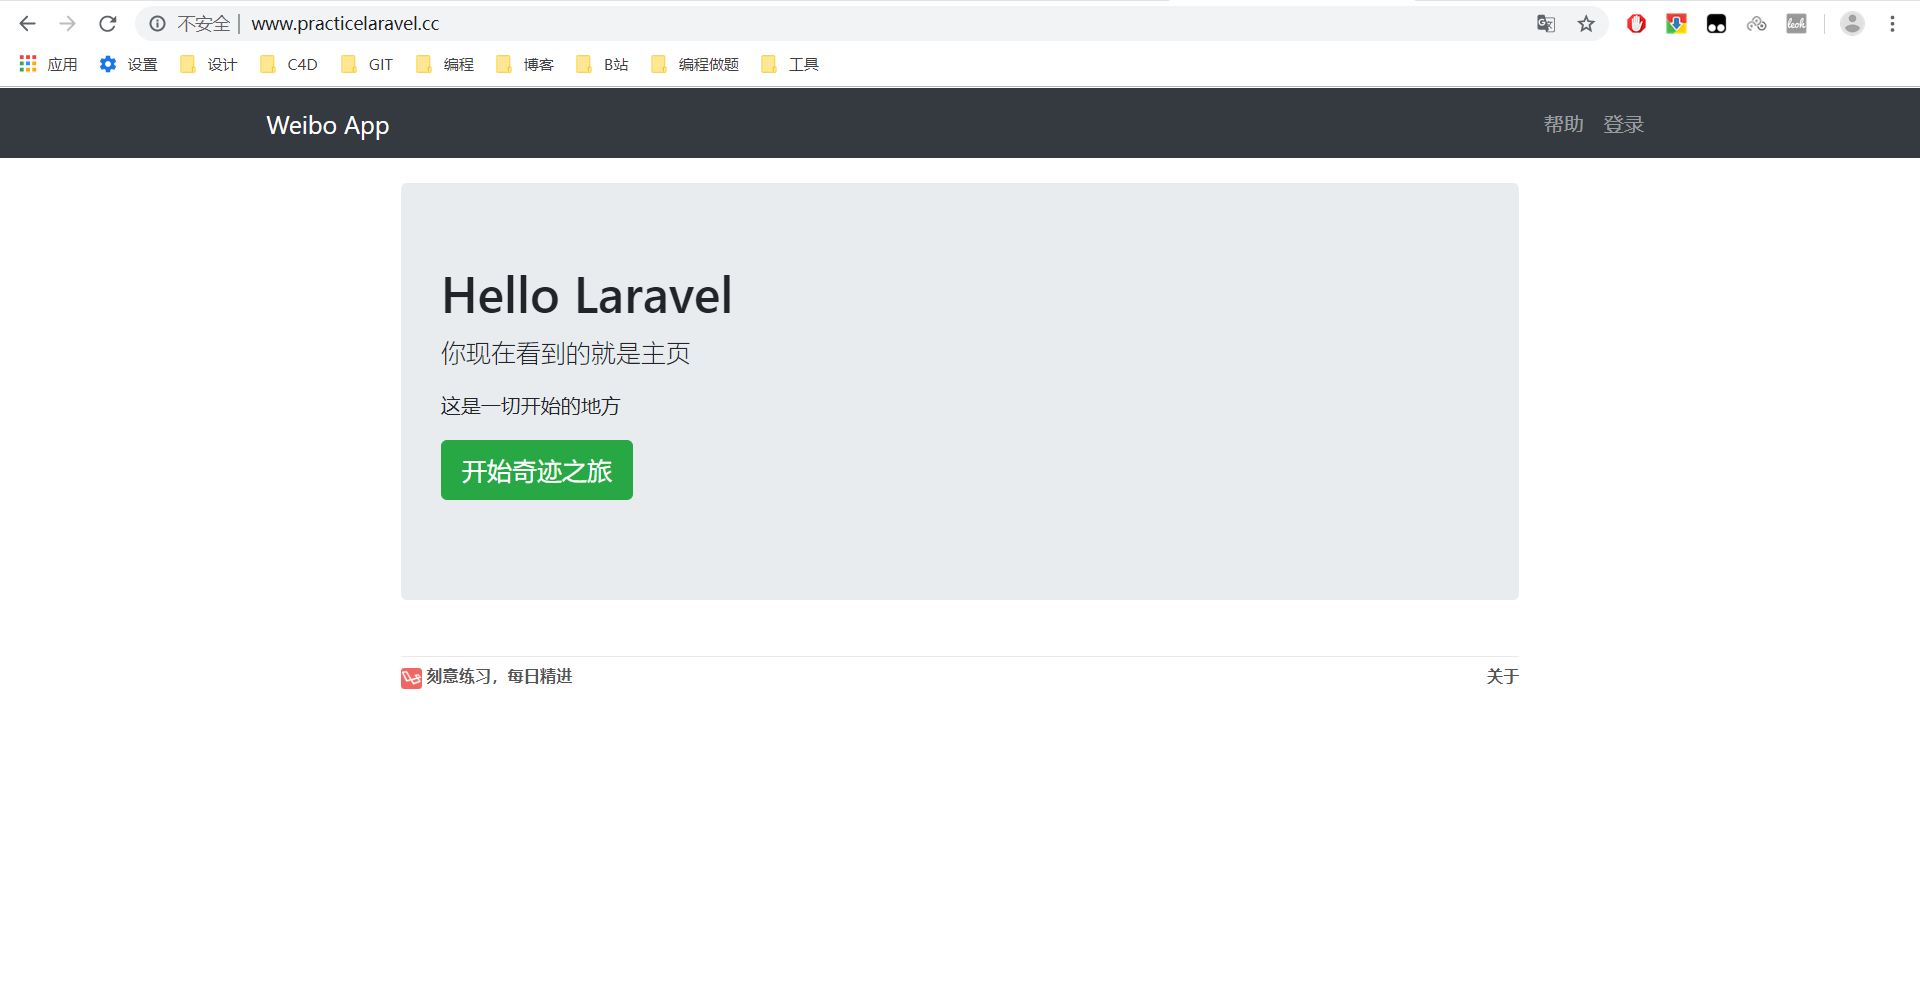 不安全 | www.practicelaravel.cc
应用 设置 设计 C4D GIT 编程 博客 B站 编程做题 工具
Weibo App 帮助 登录
Hello Laravel
你现在看到的就是主页
这是一切开始的地方
开始奇迹之旅
刻意练习，每日精进 关于